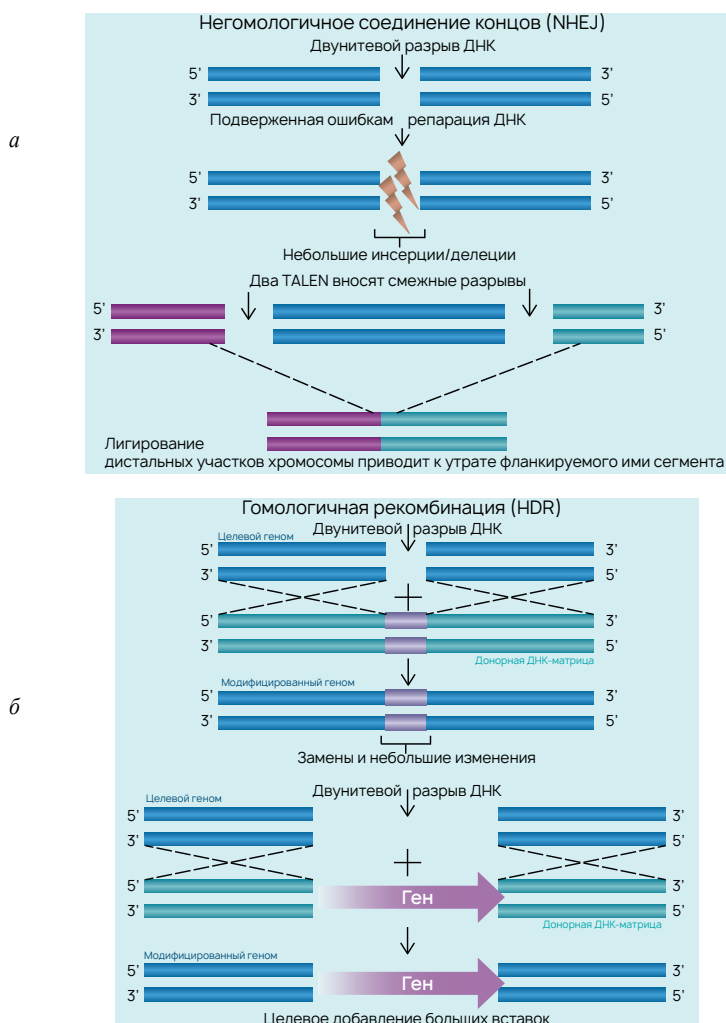 Негомологичное соединение концов (NHEJ)
Двунитевой разрыв ДНК
5’ 3’
3’ 5’
а
Подверженная ошибкам репарация ДНК
5’ 3’
3’ 5’
Небольшие инсерции/делеции
Два TALEN вносят смежные разрывы
5’ 3’
3’ 5’
Лигирование
дистальных участков хромосомы приводит к утрате фланкируемого ими сегмента
Гомологичная рекомбинация (HDR)
Двунитевой разрыв ДНК
Целевой геном
5’ 3’
3’ 5’
5’ 3’
3’ 5’
Донорная ДНК-матрица
Модифицированный геном
5’ 3’
б
3’ 5’
Замены и небольшие изменения
Двунитевой разрыв ДНК
Целевой геном
5’ 3’
3’ 5’
5’ 3’
Ген
3’ 5’
Донорная ДНК-матрица
Модифицированный геном
5’ 3’
Ген
3’ 5’
Целевое добавление больших вставок